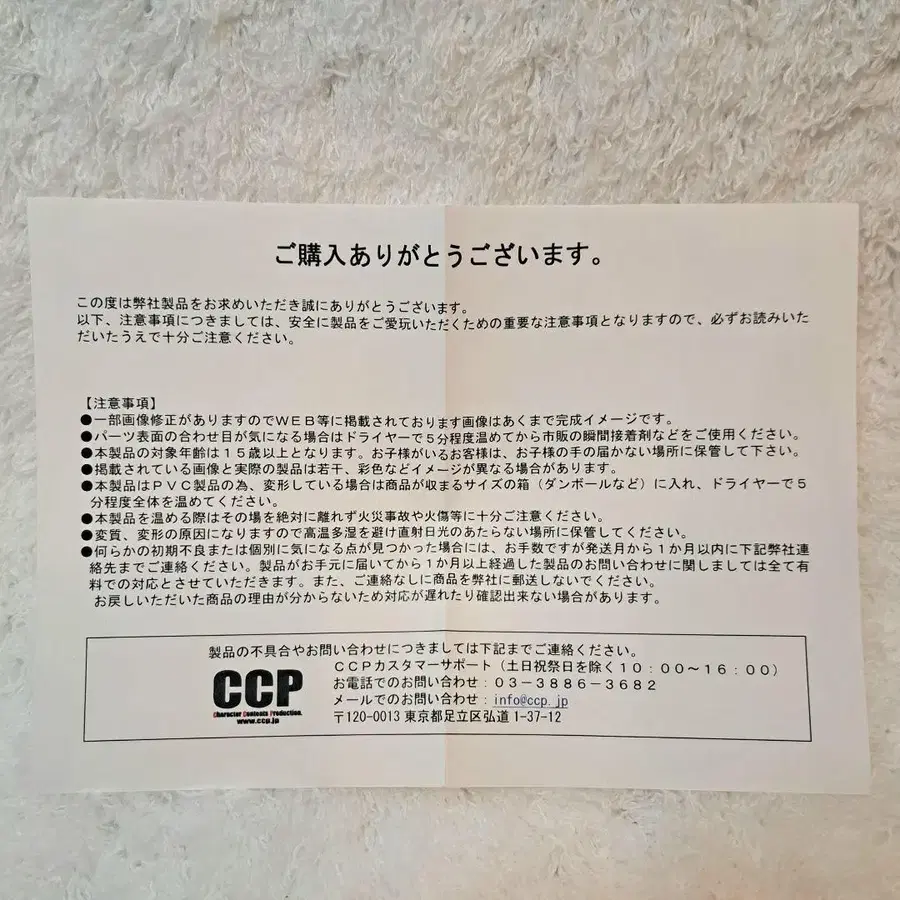 ご購入ありがとうございます。
この度は弊社製品をお求めいただき誠にありがとうございます。
以下、注意事項につきましては、安全に製品をご愛玩いただくための重要な注意事項となりますので、必ずお読みいた
だいたうえで十分ご注意ください。
【注意事項】
●一部画像修正がありますのでWEB等に掲載されております画像はあくまで完成イメージです。
●パーツ表面の合わせ目が気になる場合はドライヤーで5分程度温めてから市販の瞬間接着剤などをご使用ください。
●本製品の対象年齢は15歳以上となります。お子様がいるお客様は、お子様の手の届かない場所に保管して下さい。
●掲載されている画像と実際の製品は若干、彩色などイメージが異なる場合があります。
●本製品はPVC製品の為、変形している場合は商品が収まるサイズの箱(ダンボールなど)に入れ、ドライヤーで5
分程度全体を温めてください。
●本製品を温める際はその場を絶対に離れず火災事故や火傷等に十分ご注意ください。
●変質、変形の原因になりますので高温多湿を避け直射日光のあたらない場所に保管してください。
●何らかの初期不良または個別に気になる点が見つかった場合には、お手数ですが発送月から1か月以内に下記弊社連
絡先までご連絡ください。製品がお手元に届いてから1か月以上経過した製品のお問い合わせに関しましては全て有
料での対応とさせていただきます。また、ご連絡なしに商品を弊社に郵送しないでください。
お戻しいただいた商品の理由が分からないため対応が遅れたり確認出来ない場合があります。
製品の不具合やお問い合わせにつきましては下記までご連絡ください。
CCPカスタマーサポート(土日祝祭日を除く10:00~16:00)
お電話でのお問い合わせ:03-3886-3682
メールでのお問い合わせ:info@ccp.jp
〒120-0013 東京都足立区弘道 1-37-12
CCP
Character Contents Production.
www.ccp.jp